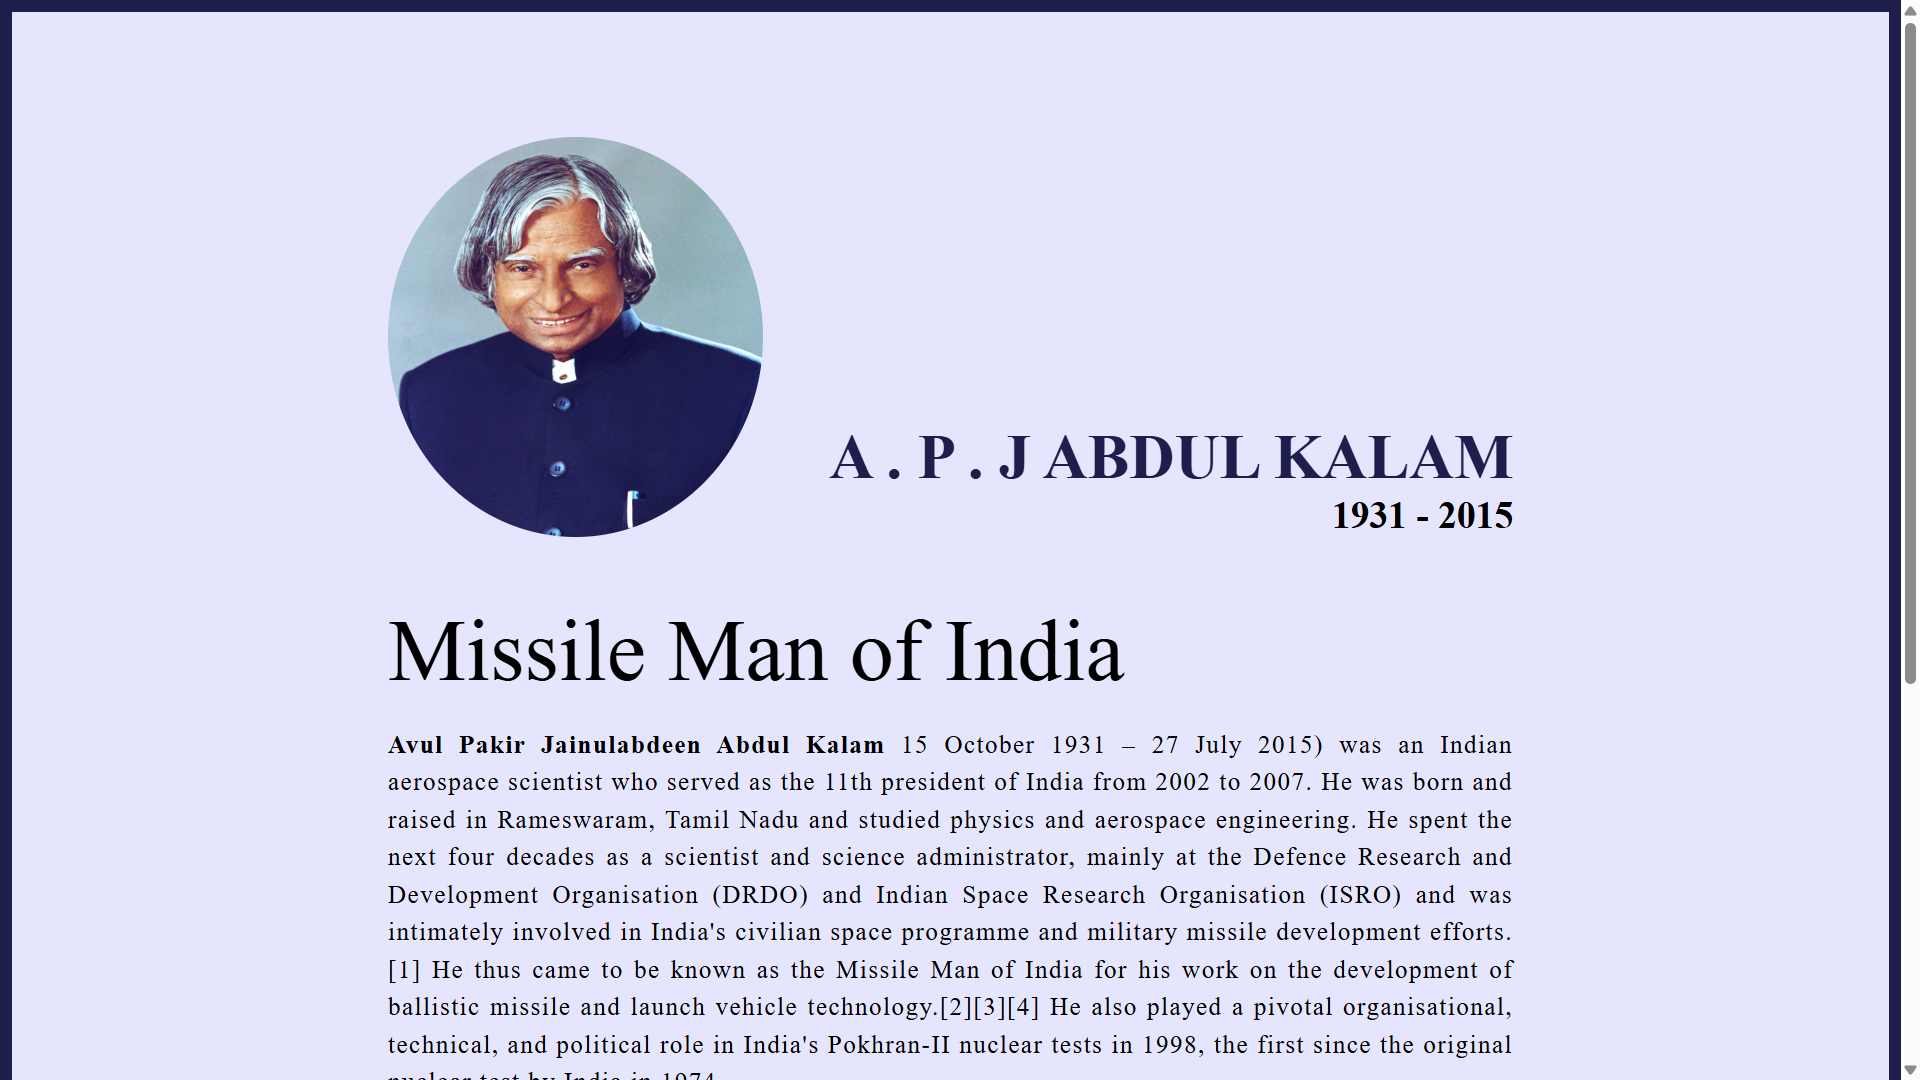 A . P . J ABDUL KALAM
1931 - 2015
Missile Man of India
Avul Pakir Jainulabdeen Abdul Kalam 15 October 1931 – 27 July 2015) was an Indian
aerospace scientist who served as the 11th president of India from 2002 to 2007. He was born and
raised in Rameswaram, Tamil Nadu and studied physics and aerospace engineering. He spent the
next four decades as a scientist and science administrator, mainly at the Defence Research and
Development Organisation (DRDO) and Indian Space Research Organisation (ISRO) and was
intimately involved in India's civilian space programme and military missile development efforts.
[1] He thus came to be known as the Missile Man of India for his work on the development of
ballistic missile and launch vehicle technology.[2][3][4] He also played a pivotal organisational,
technical, and political role in India's Pokhran-II nuclear tests in 1998, the first since the original
nuclear test by India in 1974.